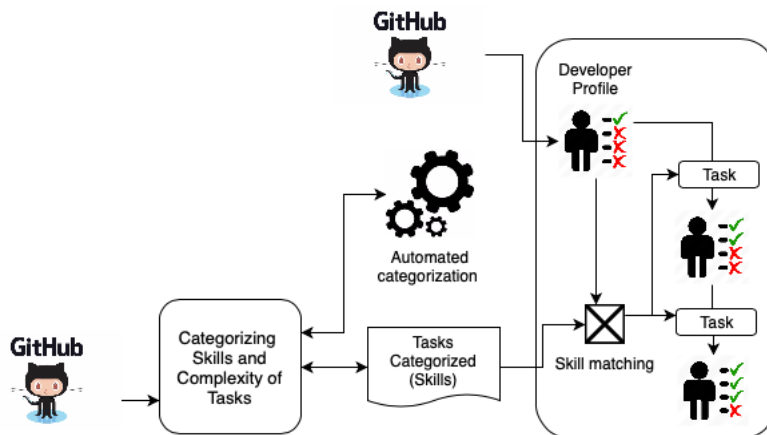 GitHub
Developer
Profile
Task
Automated
categorization
Categorizing
Skills and
Complexity of
Tasks
Tasks
Categorized
(Skills)
Skill matching
Task
GitHub